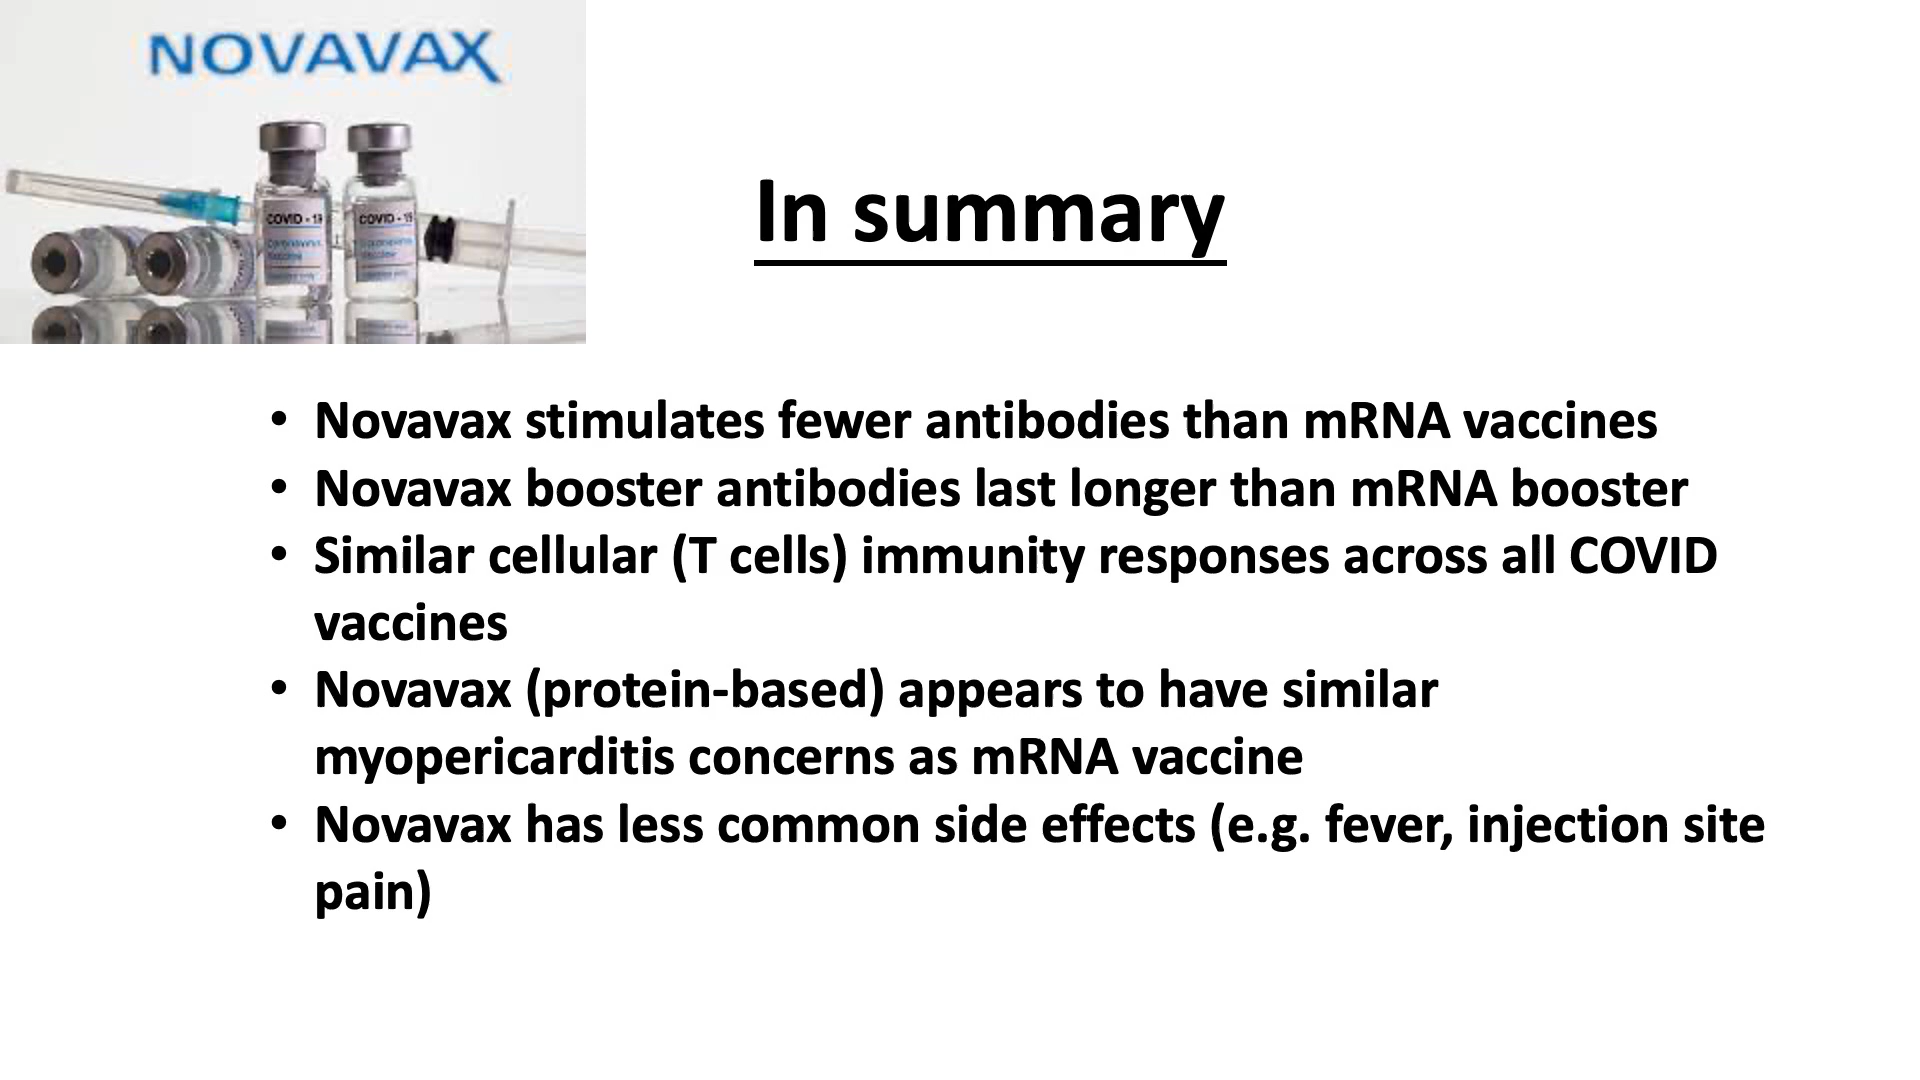 NOVAVAX
COVID - 19
COVID - 19
Coronavirus
Vaccine
In summary
• Novavax stimulates fewer antibodies than mRNA vaccines
• Novavax booster antibodies last longer than mRNA booster
• Similar cellular (T cells) immunity responses across all COVID
vaccines
• Novavax (protein-based) appears to have similar
myopericarditis concerns as mRNA vaccine
• Novavax has less common side effects (e.g. fever, injection site
pain)